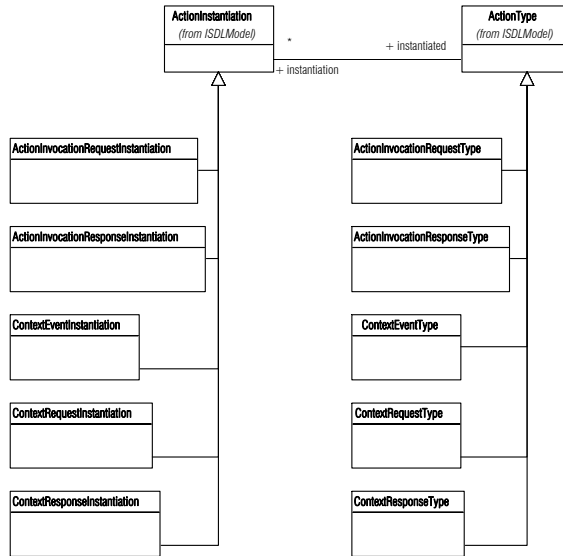 ActionInstantiation
(from ISDLModel)
ActionType
(from ISDLModel)
*
+ instantiated
+ instantiation
ActionInvocationRequestInstantiation
ActionInvocationRequestType
ActionInvocationResponseInstantiation
ActionInvocationResponseType
ContextEventInstantiation
ContextEventType
ContextRequestInstantiation
ContextRequestType
ContextResponseInstantiation
ContextResponseType